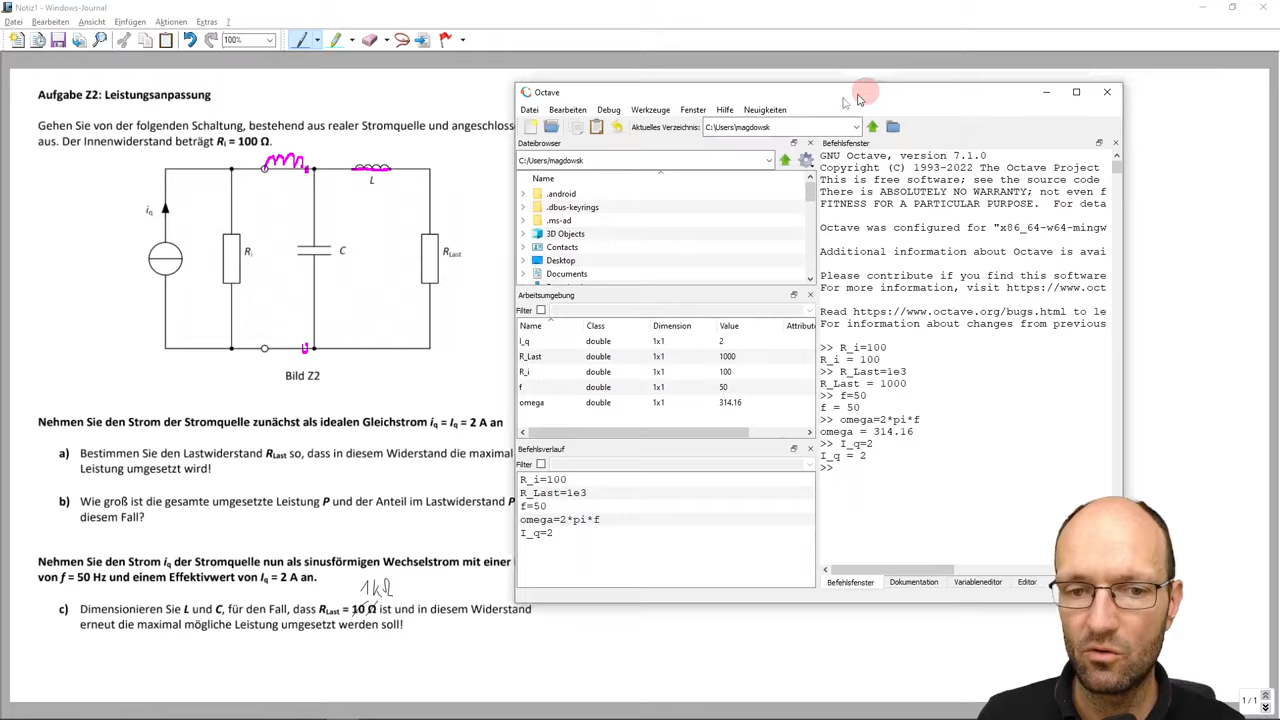 Notiz1 - Windows-Journal
Datei Bearbeiten Ansicht Einfügen Aktionen Extras ?
100%
Aufgabe Z2: Leistungsanpassung
Gehen Sie von der folgenden Schaltung, bestehend aus realer Stromquelle und angeschlosse
aus. Der Innenwiderstand beträgt Ri = 100 Ω.
L
iq
Ri
C
RLast
Bild Z2
Nehmen Sie den Strom der Stromquelle zunächst als idealen Gleichstrom iq = Iq = 2 A an
a) Bestimmen Sie den Lastwiderstand RLast so, dass in diesem Widerstand die maximal
Leistung umgesetzt wird!
b) Wie groß ist die gesamte umgesetzte Leistung P und der Anteil im Lastwiderstand P
diesem Fall?
Nehmen Sie den Strom iq der Stromquelle nun als sinusförmigen Wechselstrom mit einer
von f = 50 Hz und einem Effektivwert von Iq = 2 A an.
1kΩ
c) Dimensionieren Sie L und C, für den Fall, dass RLast = 10 Ω ist und in diesem Widerstand
erneut die maximal mögliche Leistung umgesetzt werden soll!
Octave
Datei Bearbeiten Debug Werkzeuge Fenster Hilfe Neuigkeiten
Aktuelles Verzeichnis: C:\Users\magdowsk
Dateibrowser
C:/Users/magdowsk
Name
.android
.dbus-keyrings
.ms-ad
3D Objects
Contacts
Desktop
Documents
Arbeitsumgebung
Filter
Name Class Dimension Value Attribute
I_q double 1x1 2
R_Last double 1x1 1000
R_i double 1x1 100
f double 1x1 50
omega double 1x1 314.16
Befehlsverlauf
Filter
R_i=100
R_Last=1e3
f=50
omega=2*pi*f
I_q=2
Befehlsfenster
GNU Octave, version 7.1.0
Copyright (C) 1993-2022 The Octave Project
This is free software; see the source code
There is ABSOLUTELY NO WARRANTY; not even f
FITNESS FOR A PARTICULAR PURPOSE. For deta
Octave was configured for "x86_64-w64-mingw
Additional information about Octave is avai
Please contribute if you find this software
For more information, visit https://www.oct
Read https://www.octave.org/bugs.html to le
For information about changes from previous
>> R_i=100
R_i = 100
>> R_Last=1e3
R_Last = 1000
>> f=50
f = 50
>> omega=2*pi*f
omega = 314.16
>> I_q=2
I_q = 2
>>
Befehlsfenster Dokumentation Variableneditor Editor
1/1